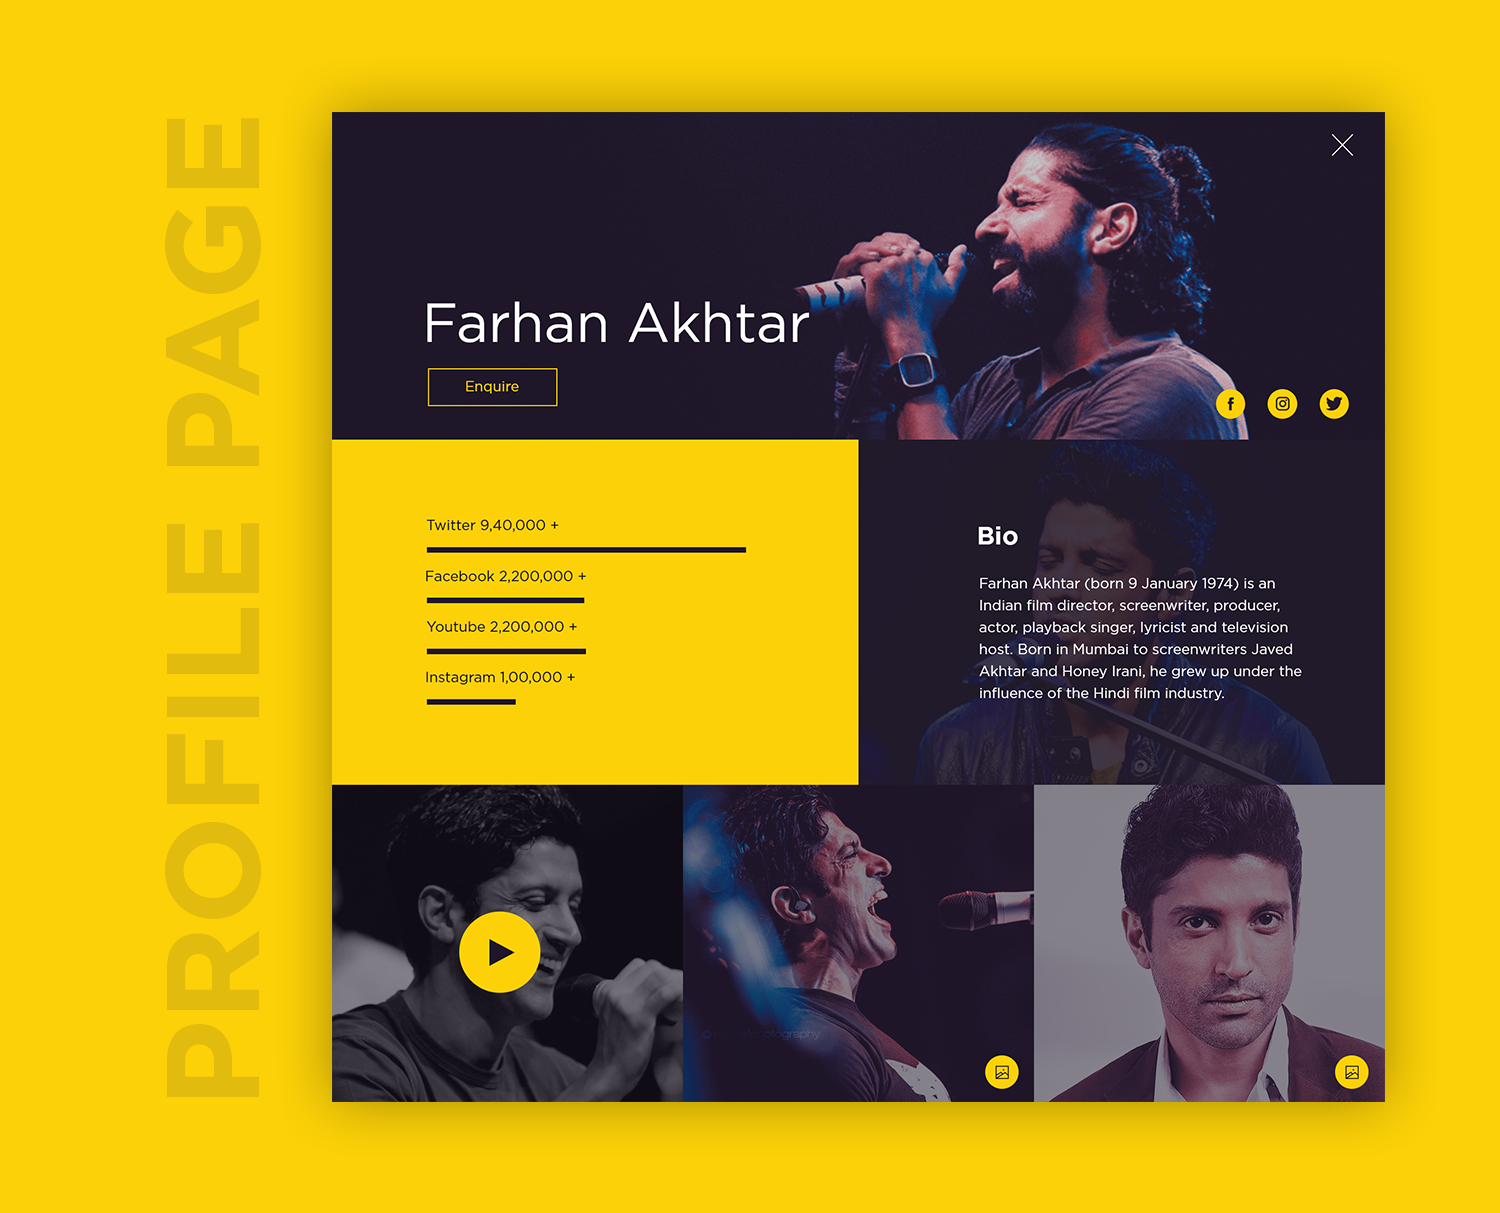 PROFILE PAGE
Farhan Akhtar
Enquire
Twitter 9,40,000 +
Facebook 2,200,000 +
Youtube 2,200,000 +
Instagram 1,00,000 +
Bio
Farhan Akhtar (born 9 January 1974) is an
Indian film director, screenwriter, producer,
actor, playback singer, lyricist and television
host. Born in Mumbai to screenwriters Javed
Akhtar and Honey Irani, he grew up under the
influence of the Hindi film industry.